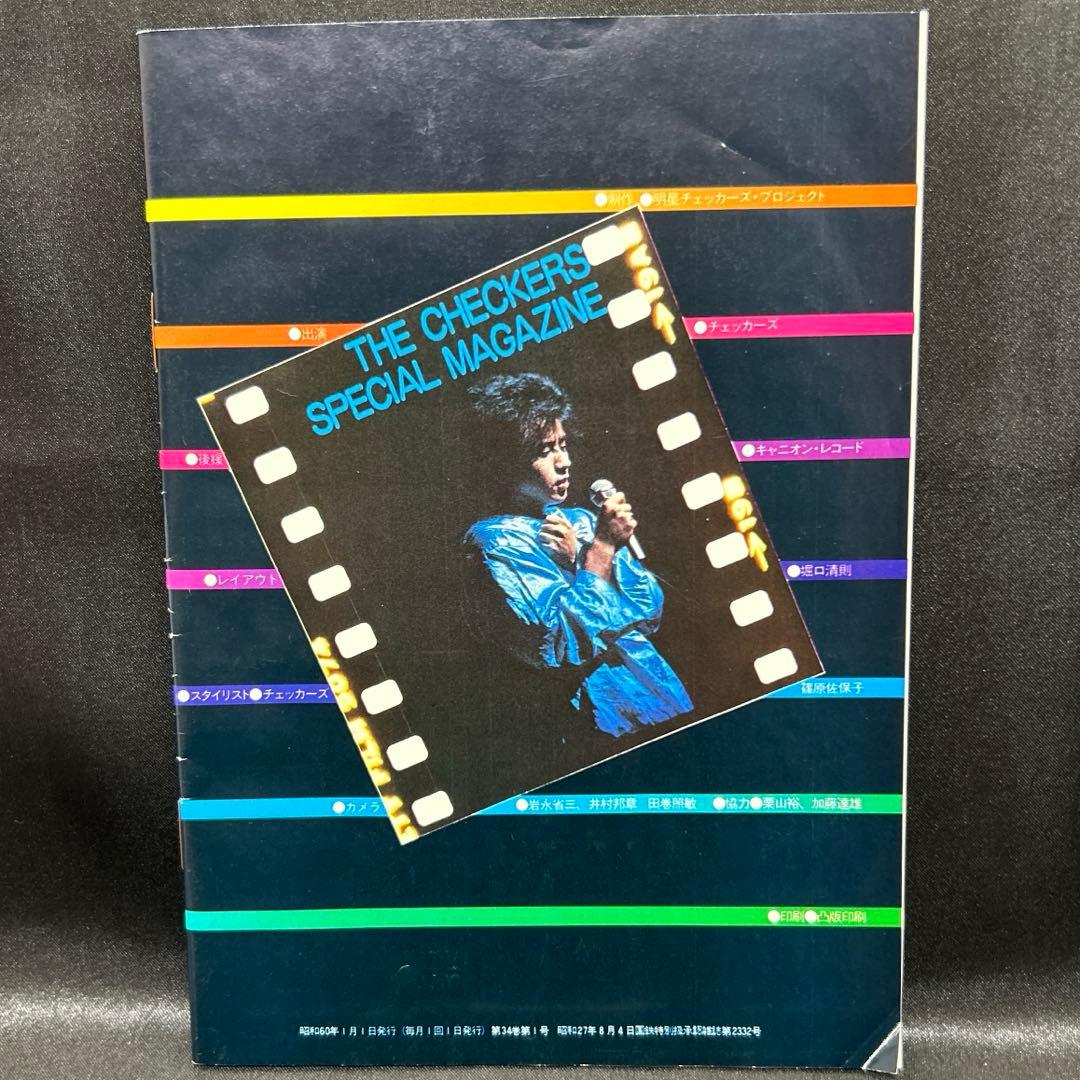 ●制作 ●明星チェッカーズ・プロジェクト
THE CHECKERS
SPECIAL MAGAZINE
●出演 ●チェッカーズ
●後援 ●キャニオン・レコード
●レイアウト ●堀口清則
●スタイリスト●チェッカーズ 篠原佐保子
●カメラ ●岩永省三、井村邦章 田巻照敏 ●協力●栗山裕、加藤達雄
●印刷●凸版印刷
昭和60年1月1日発行(毎月1回1日発行)第34巻第1号 昭和27年8月4日国鉄特別扱承認雑誌第2332号